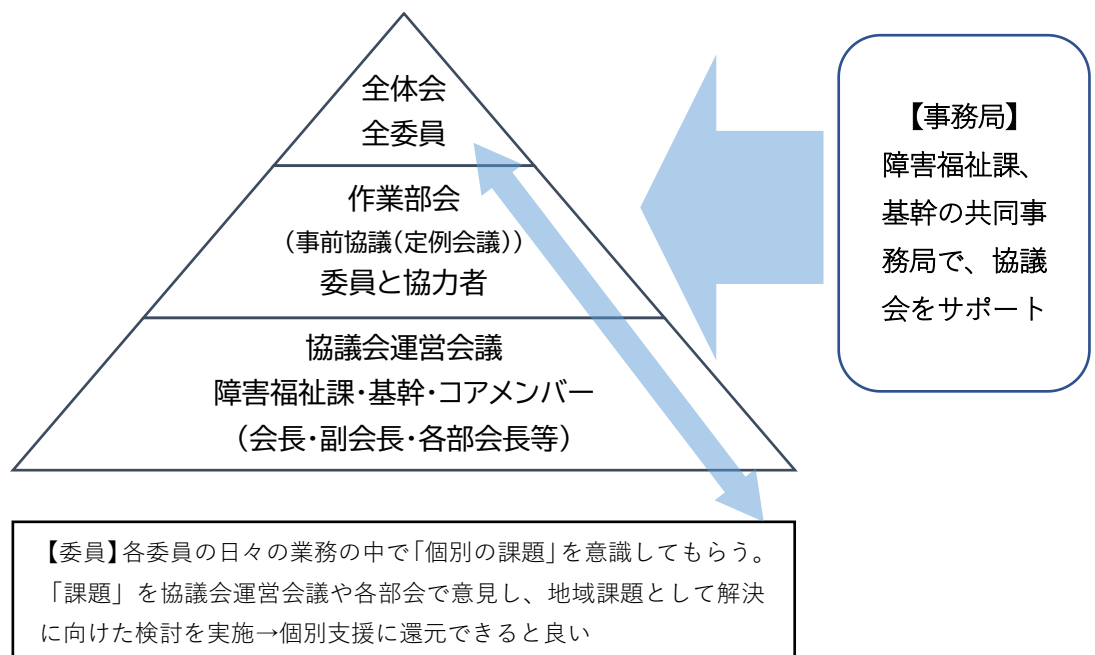 全体会
全委員
作業部会
（事前協議(定例会議)）
委員と協力者
協議会運営会議
障害福祉課・基幹・コアメンバー
（会長・副会長・各部会長等）
【事務局】
障害福祉課、
基幹の共同事
務局で、協議
会をサポート
【委員】各委員の日々の業務の中で「個別の課題」を意識してもらう。
「課題」を協議会運営会議や各部会で意見し、地域課題として解決
に向けた検討を実施→個別支援に還元できると良い